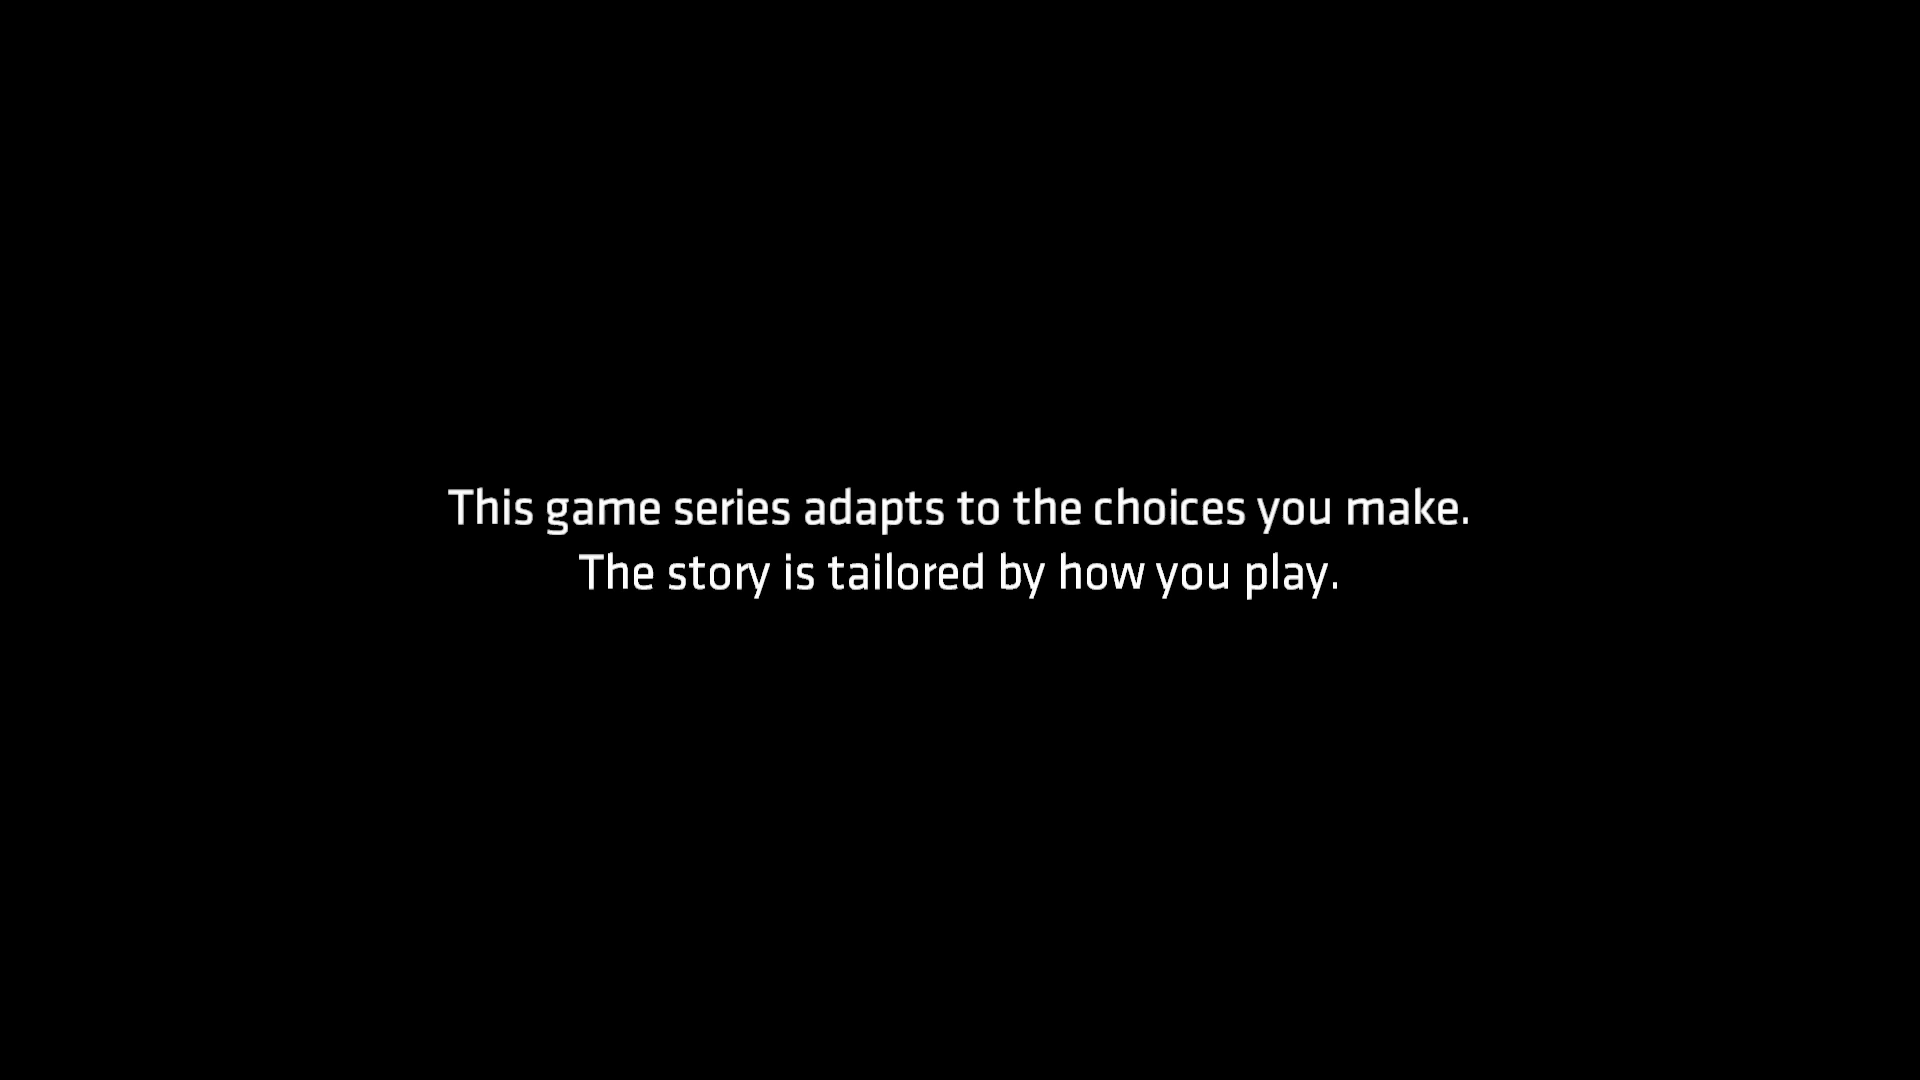 This game series adapts to the choices you make.
The story is tailored by how you play.